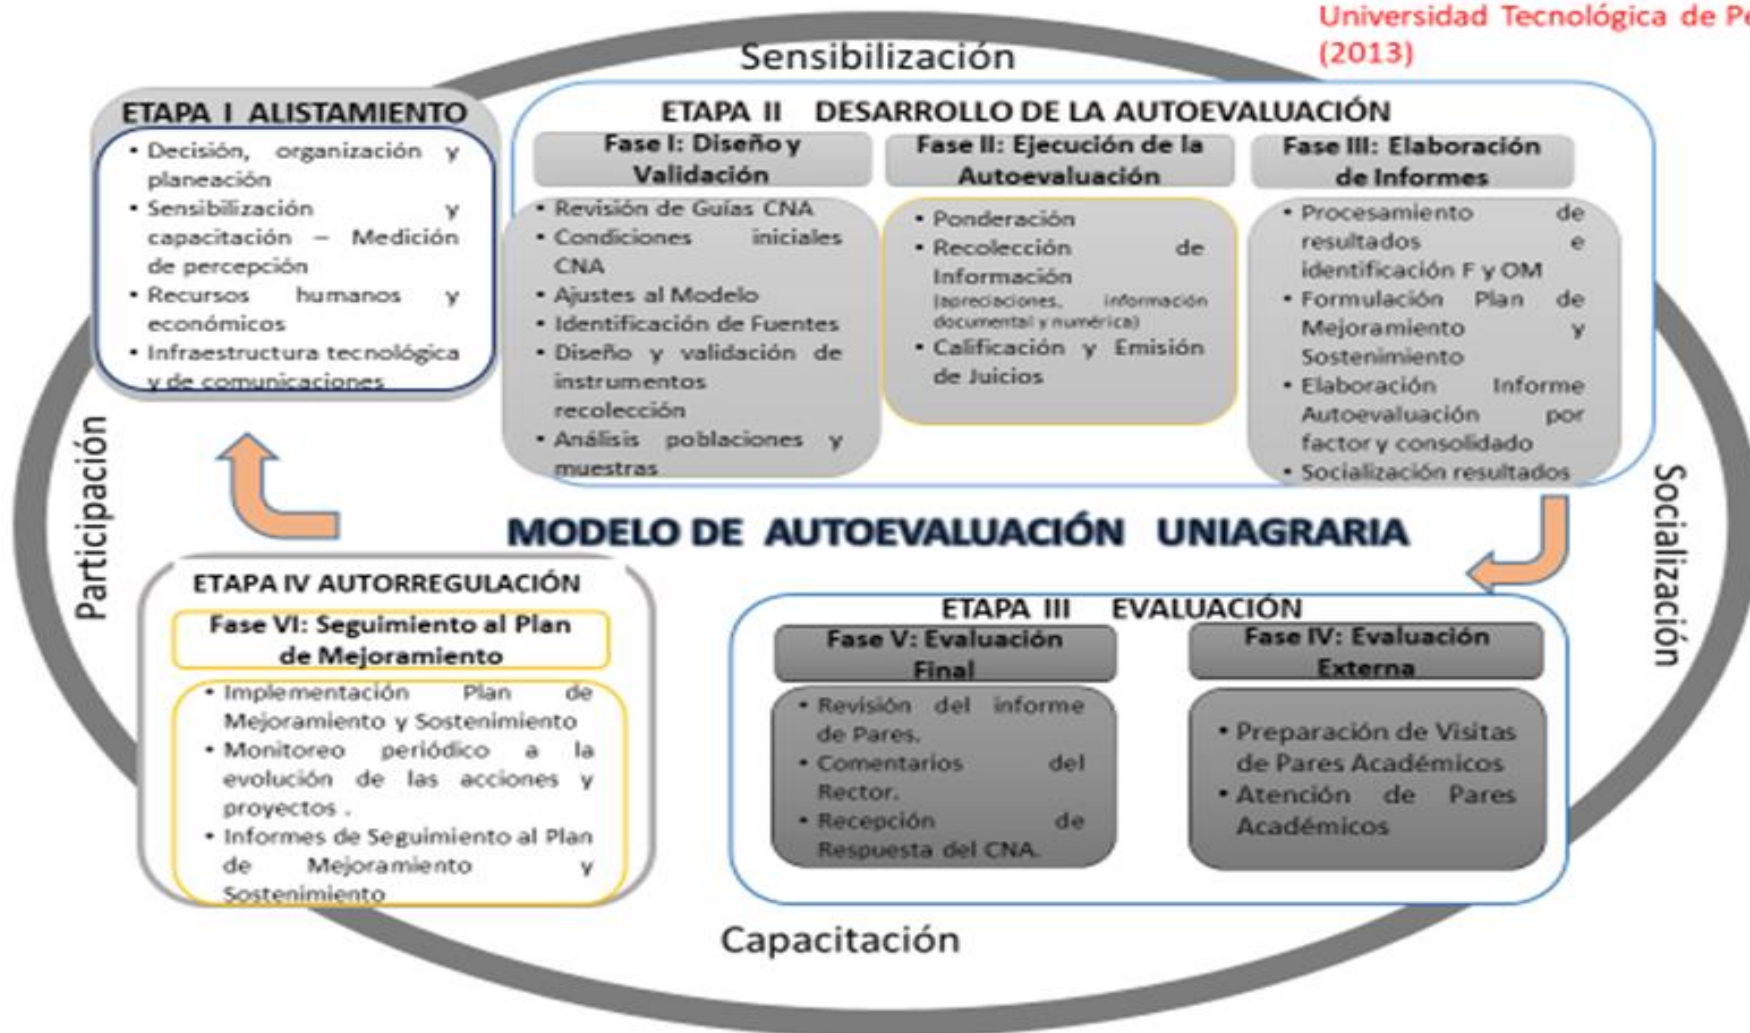 Universidad Tecnológica de
(2013)
Sensibilización
ETAPA I ALISTAMIENTO
• Decisión, organización y
planeación
• Sensibilización y
capacitación – Medición
de percepción
• Recursos humanos y
económicos
• Infraestructura tecnológica
y de comunicaciones
ETAPA II DESARROLLO DE LA AUTOEVALUACIÓN
Fase I: Diseño y
Validación
• Revisión de Guías CNA
• Condiciones iniciales
CNA
• Ajustes al Modelo
• Identificación de Fuentes
• Diseño y validación de
instrumentos
recolección
• Análisis poblaciones y
muestras
Fase II: Ejecución de la
Autoevaluación
• Ponderación
• Recolección de
Información
(apreciaciones, información
documental y numérica)
• Calificación y Emisión
de Juicios
Fase III: Elaboración
de Informes
• Procesamiento de
resultados e
identificación F y OM
• Formulación Plan de
Mejoramiento y
Sostenimiento
• Elaboración Informe
Autoevaluación por
factor y consolidado
• Socialización resultados
Participación
Socialización
MODELO DE AUTOEVALUACIÓN UNIAGRARIA
ETAPA IV AUTORREGULACIÓN
Fase VI: Seguimiento al Plan
de Mejoramiento
• Implementación Plan de
Mejoramiento y Sostenimiento
• Monitoreo periódico a la
evolución de las acciones y
proyectos .
• Informes de Seguimiento al Plan
de Mejoramiento y
Sostenimiento
ETAPA III EVALUACIÓN
Fase V: Evaluación
Final
• Revisión del informe
de Pares.
• Comentarios del
Rector.
• Recepción de
Respuesta del CNA.
Fase IV: Evaluación
Externa
• Preparación de Visitas
de Pares Académicos
• Atención de Pares
Académicos
Capacitación